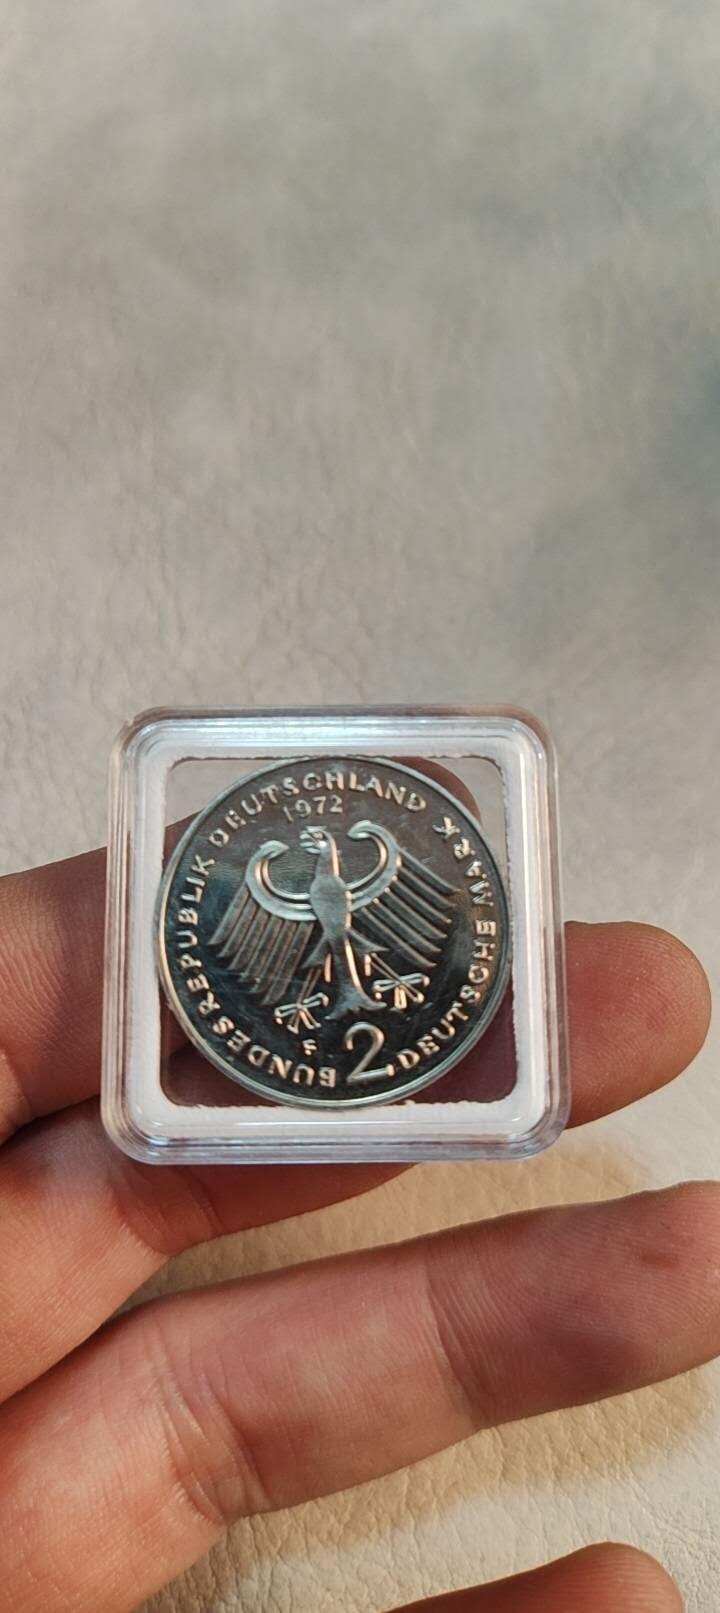 BUNDESREPUBLIK DEUTSCHLAND
1972
F
2 DEUTSCHE MARK